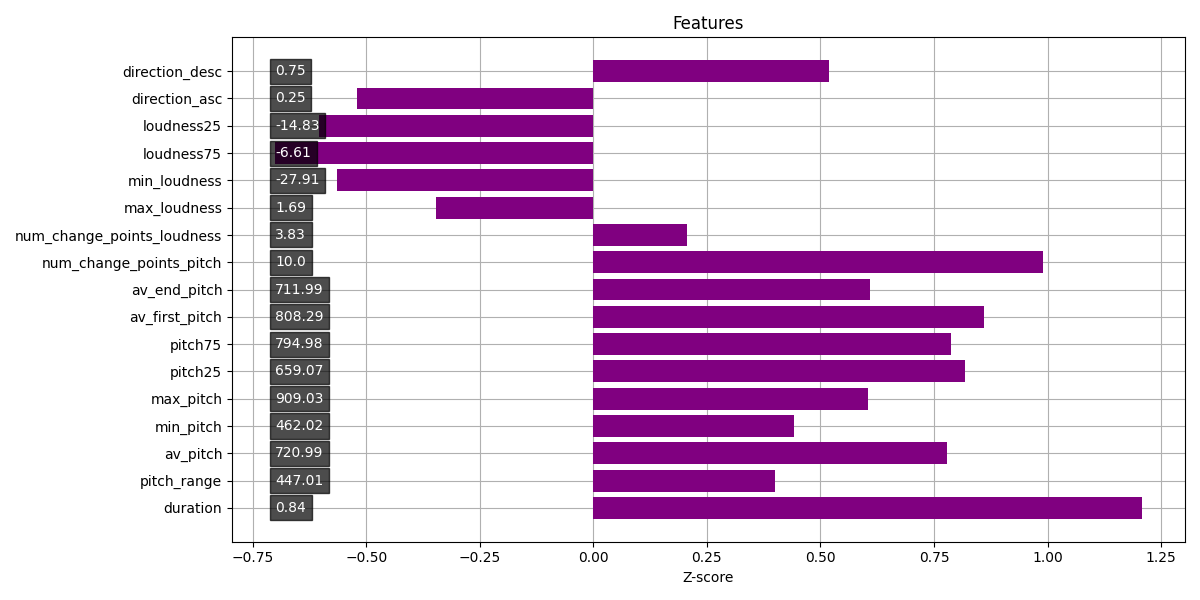 Features
direction_desc 0.75
direction_asc 0.25
loudness25 -14.83
loudness75 -6.61
min_loudness -27.91
max_loudness 1.69
num_change_points_loudness 3.83
num_change_points_pitch 10.0
av_end_pitch 711.99
av_first_pitch 808.29
pitch75 794.98
pitch25 659.07
max_pitch 909.03
min_pitch 462.02
av_pitch 720.99
pitch_range 447.01
duration 0.84
−0.75 −0.50 −0.25 0.00 0.25 0.50 0.75 1.00 1.25
Z-score